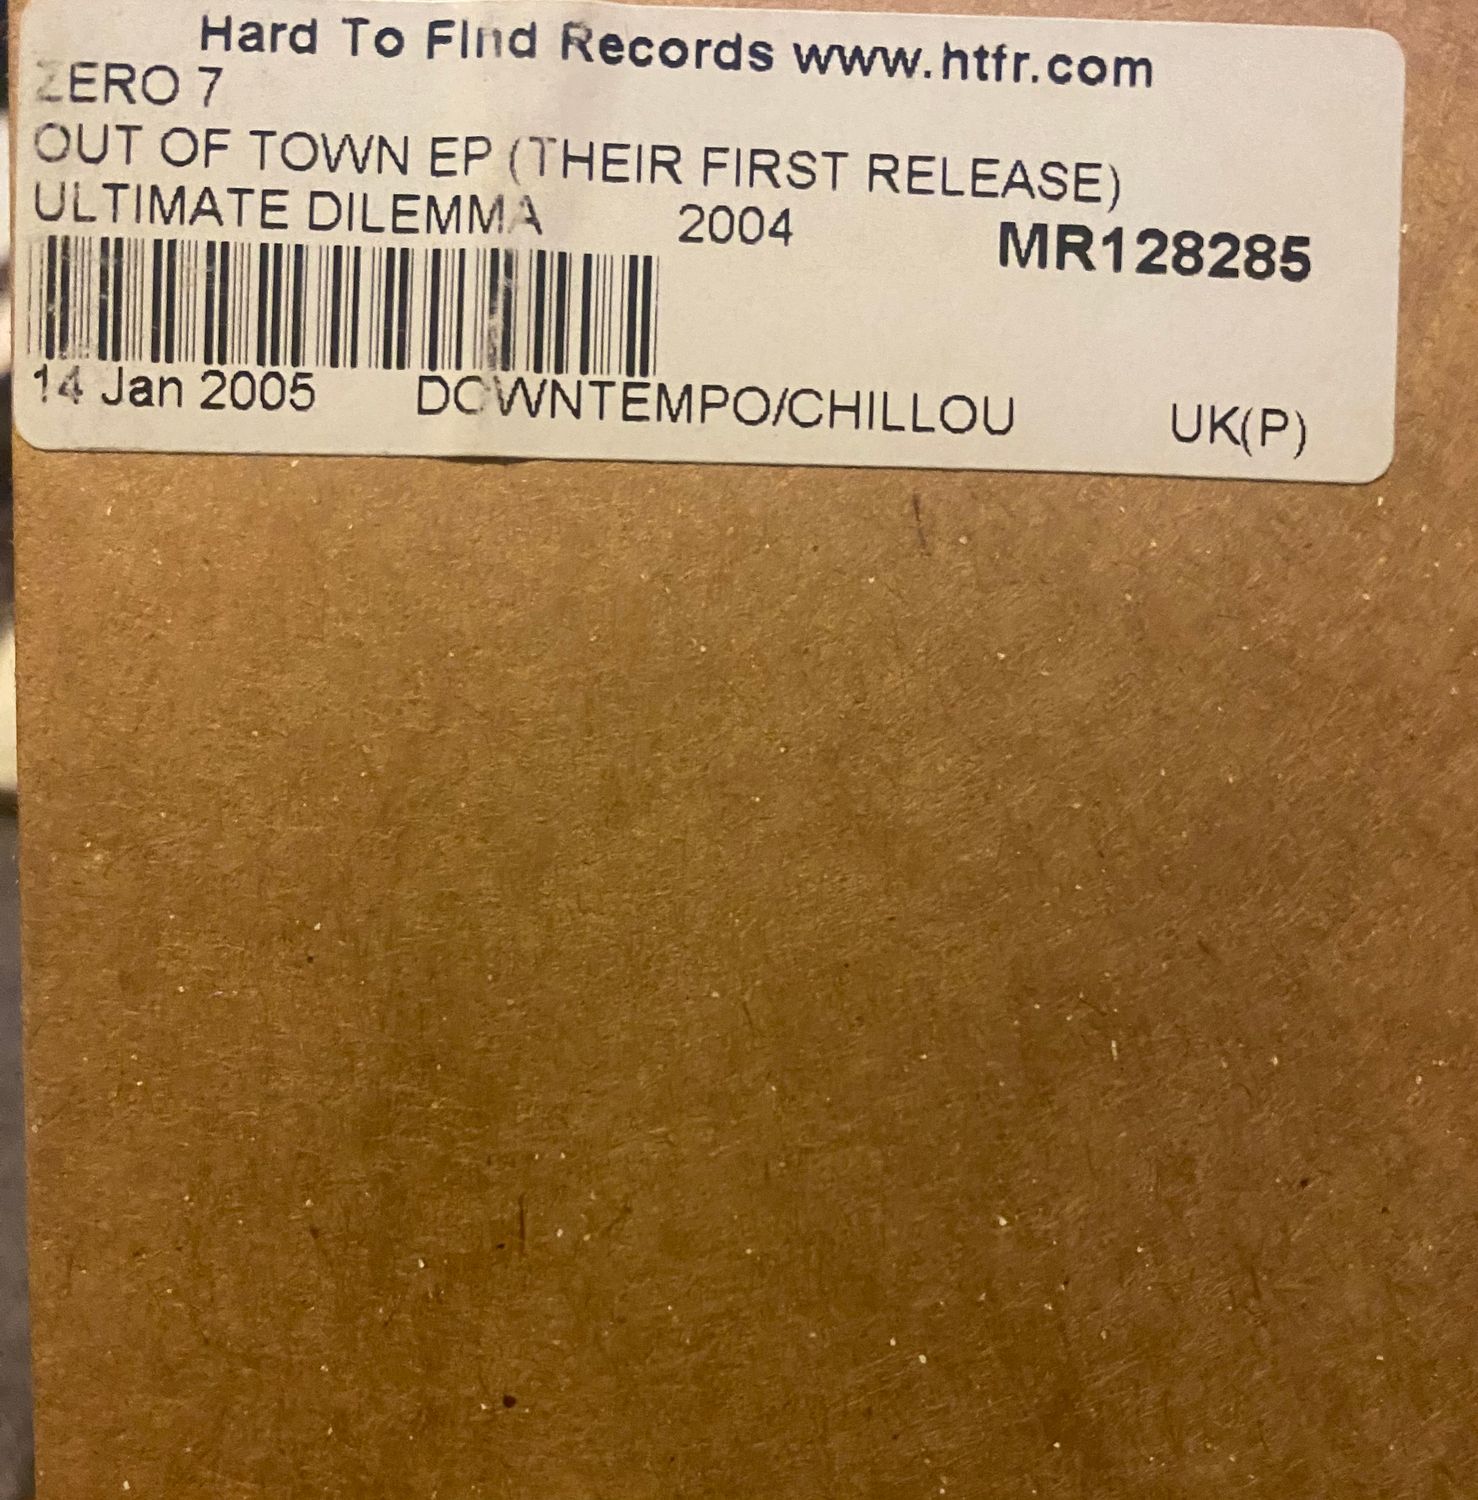 Hard To FInd Records www.htfr.com
ZERO 7
OUT OF TOWN EP (THEIR FIRST RELEASE)
ULTIMATE DILEMMA 2004 MR128285
14 Jan 2005 DOWNTEMPO/CHILLOU UK(P)